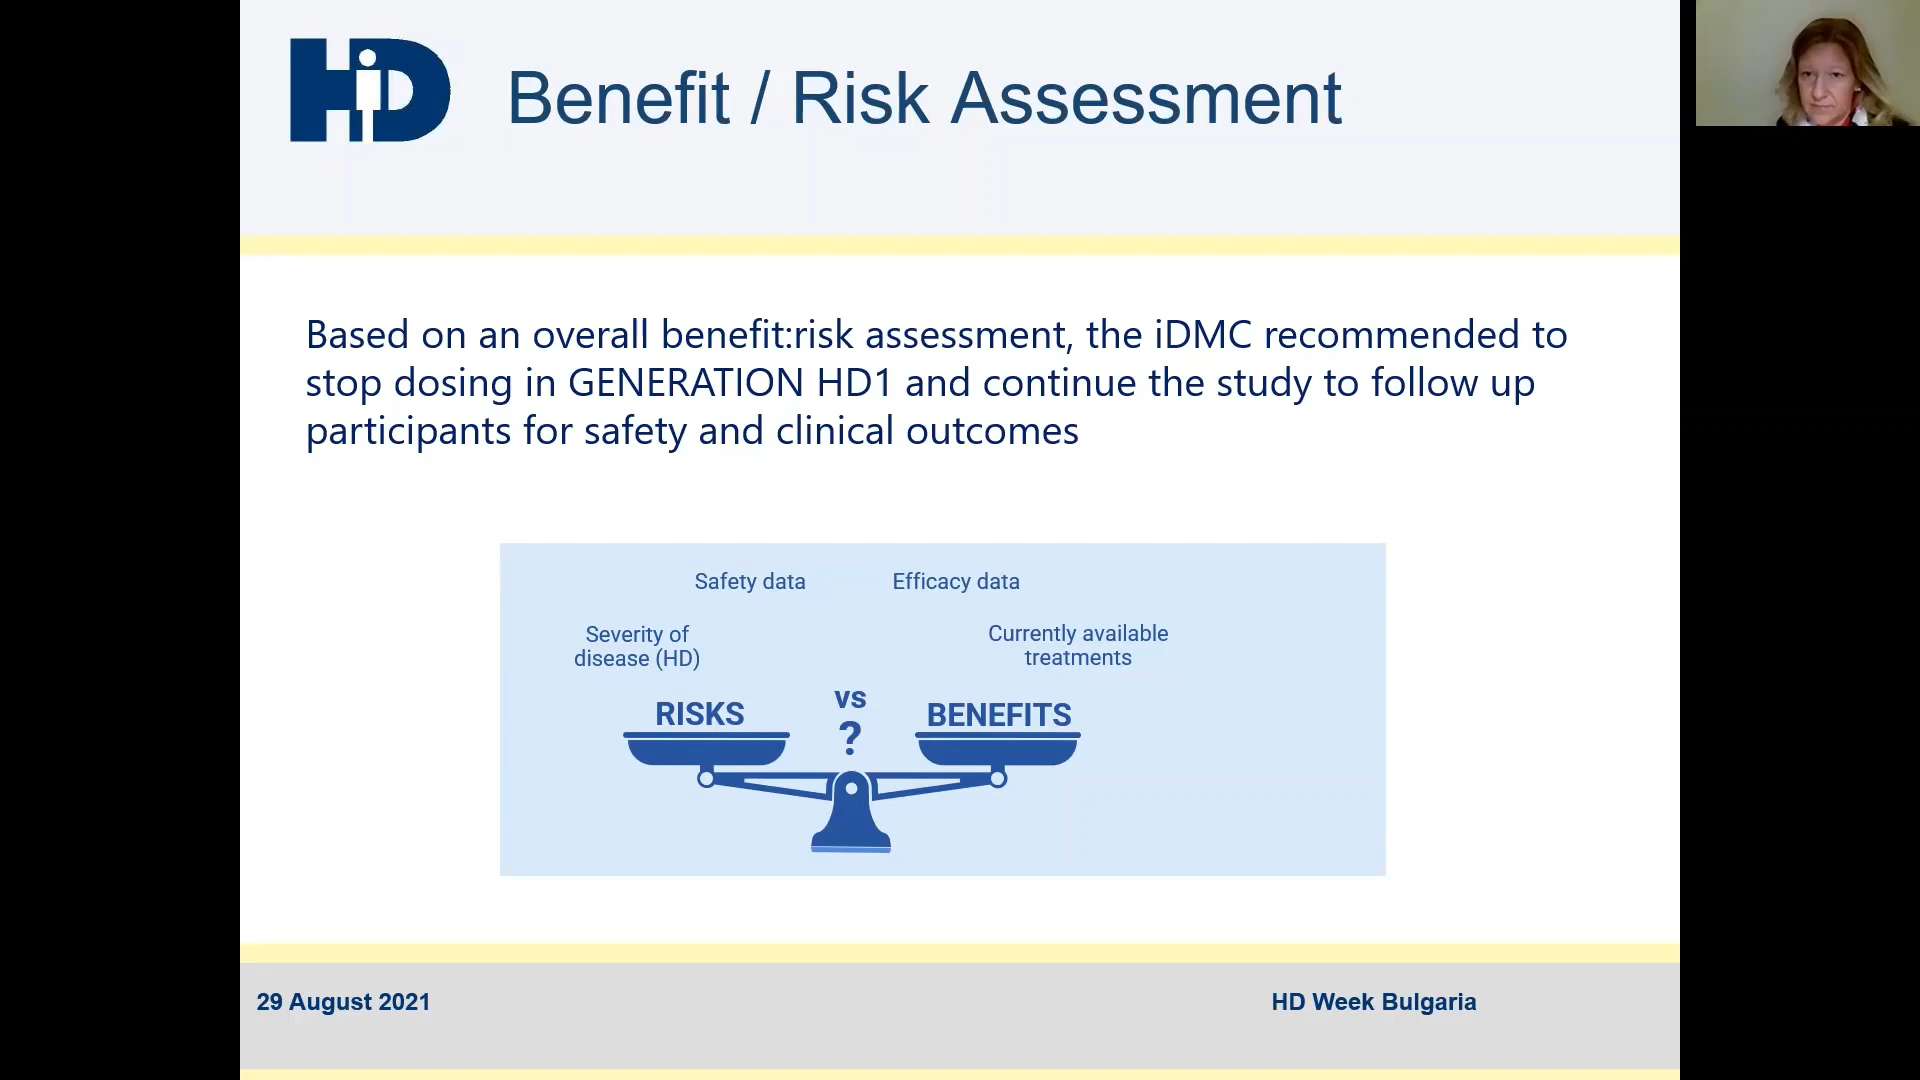 HD
Benefit / Risk Assessment
Based on an overall benefit:risk assessment, the iDMC recommended to
stop dosing in GENERATION HD1 and continue the study to follow up
participants for safety and clinical outcomes
Safety data
Efficacy data
Severity of
disease (HD)
Currently available
treatments
RISKS
vs
?
BENEFITS
29 August 2021
HD Week Bulgaria